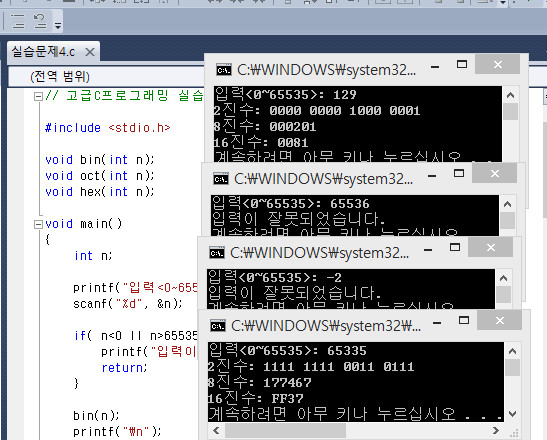 실습문제4.c
(전역 범위)
// 고급C프로그래밍 실습
#include <stdio.h>
void bin(int n);
void oct(int n);
void hex(int n);
void main()
{
int n;
printf("입력<0~655
scanf("%d", &n);
if( n<0 || n>65535
printf("입력이
return;
}
bin(n);
printf("₩n");
C:₩WINDOWS₩system32...
입력<0~65535>: 129
2진수: 0000 0000 1000 0001
8진수: 000201
16진수: 0081
계속하려면 아무 키나 누르십시오 . . .
C:₩WINDOWS₩system32...
입력<0~65535>: 65536
입력이 잘못되었습니다.
계속하려면 아무 키나 누르십시오
C:₩WINDOWS₩system32...
입력<0~65535>: -2
입력이 잘못되었습니다.
계속하려면 아무 키나 누르십시오
C:₩WINDOWS₩system32₩...
입력<0~65535>: 65335
2진수: 1111 1111 0011 0111
8진수: 177467
16진수: FF37
계속하려면 아무 키나 누르십시오 . . .